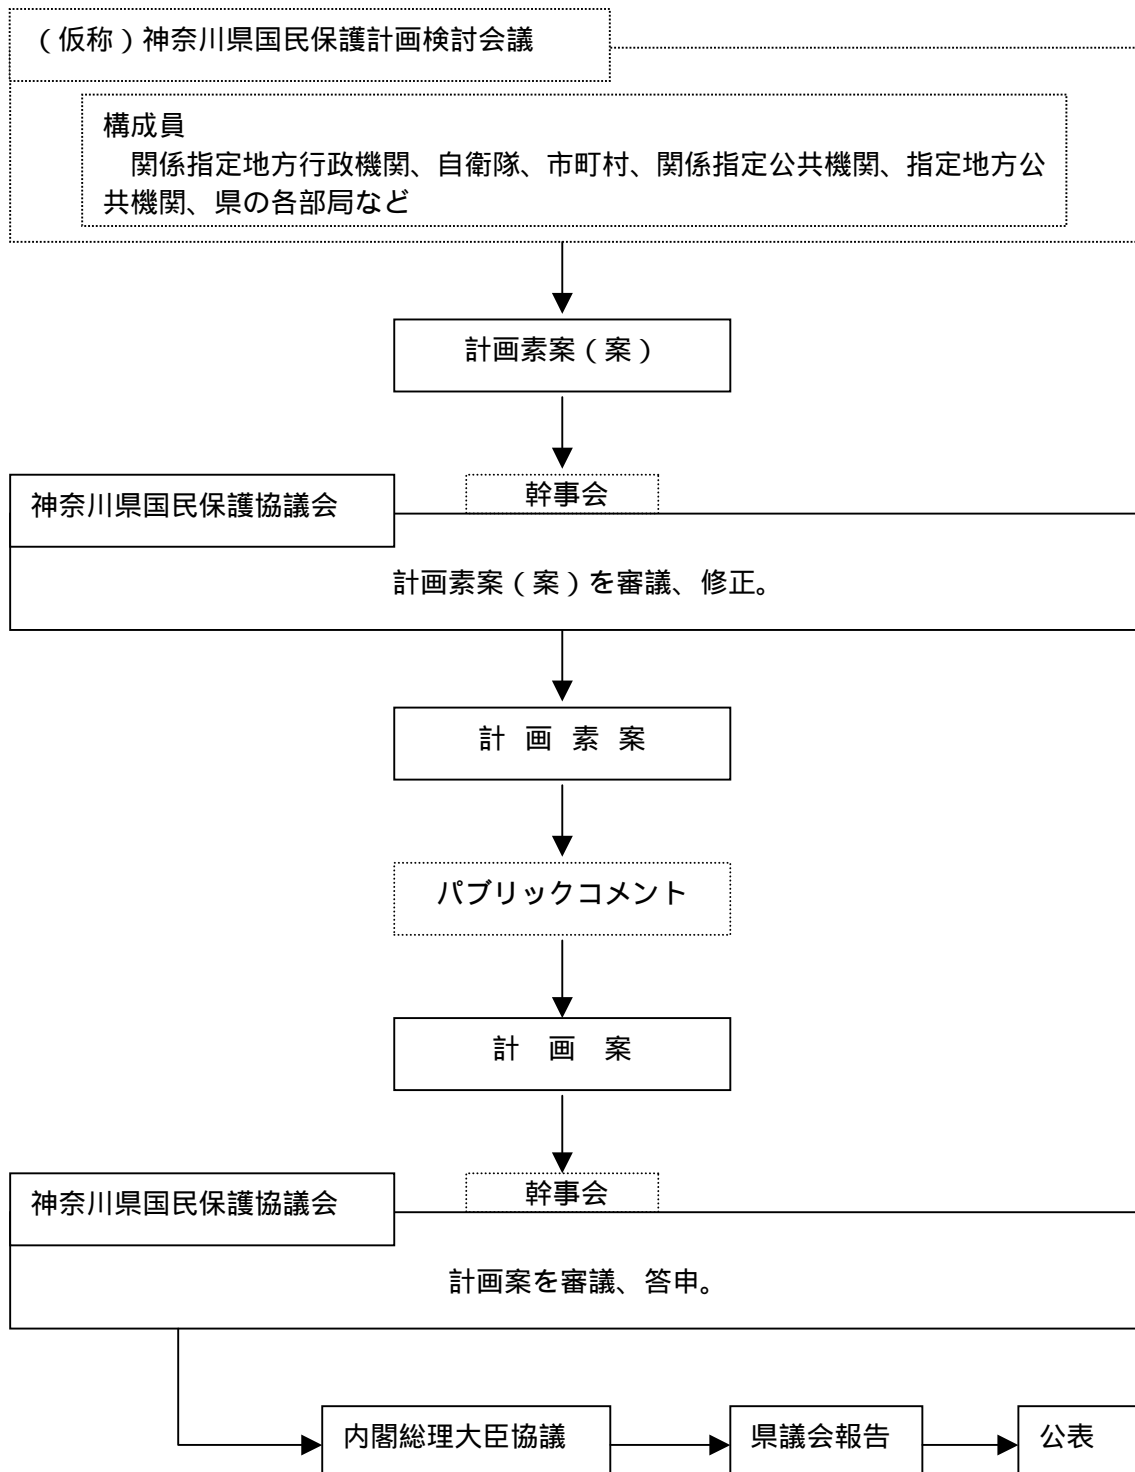 （仮称）神奈川県国民保護計画検討会議
構成員
　関係指定地方行政機関、自衛隊、市町村、関係指定公共機関、指定地方公
共機関、県の各部局など
計画素案（案）
神奈川県国民保護協議会
幹事会
計画素案（案）を審議、修正。
計 画 素 案
パブリックコメント
計　画　案
神奈川県国民保護協議会
幹事会
計画案を審議、答申。
内閣総理大臣協議
県議会報告
公表